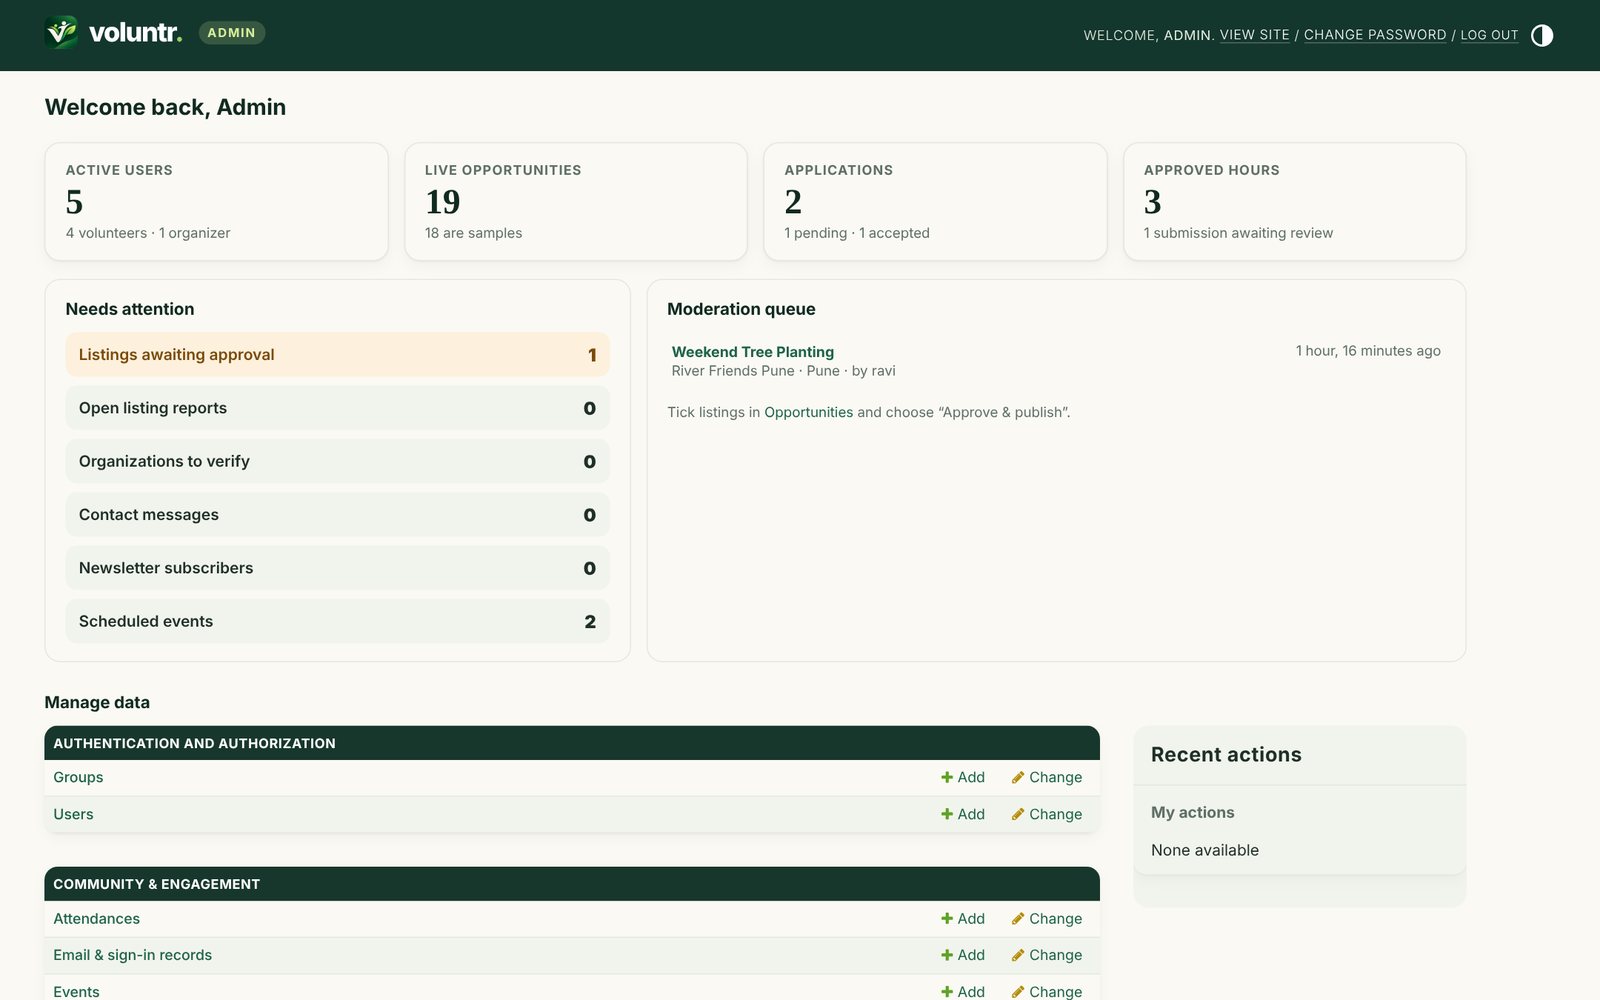 voluntr.
ADMIN
WELCOME, ADMIN. VIEW SITE / CHANGE PASSWORD / LOG OUT
Welcome back, Admin
ACTIVE USERS
5
4 volunteers · 1 organizer
LIVE OPPORTUNITIES
19
18 are samples
APPLICATIONS
2
1 pending · 1 accepted
APPROVED HOURS
3
1 submission awaiting review
Needs attention
Listings awaiting approval 1
Open listing reports 0
Organizations to verify 0
Contact messages 0
Newsletter subscribers 0
Scheduled events 2
Moderation queue
Weekend Tree Planting 1 hour, 16 minutes ago
River Friends Pune · Pune · by ravi
Tick listings in Opportunities and choose “Approve & publish”.
Manage data
AUTHENTICATION AND AUTHORIZATION
Groups Add Change
Users Add Change
COMMUNITY & ENGAGEMENT
Attendances Add Change
Email & sign-in records Add Change
Events Add Change
Recent actions
My actions
None available